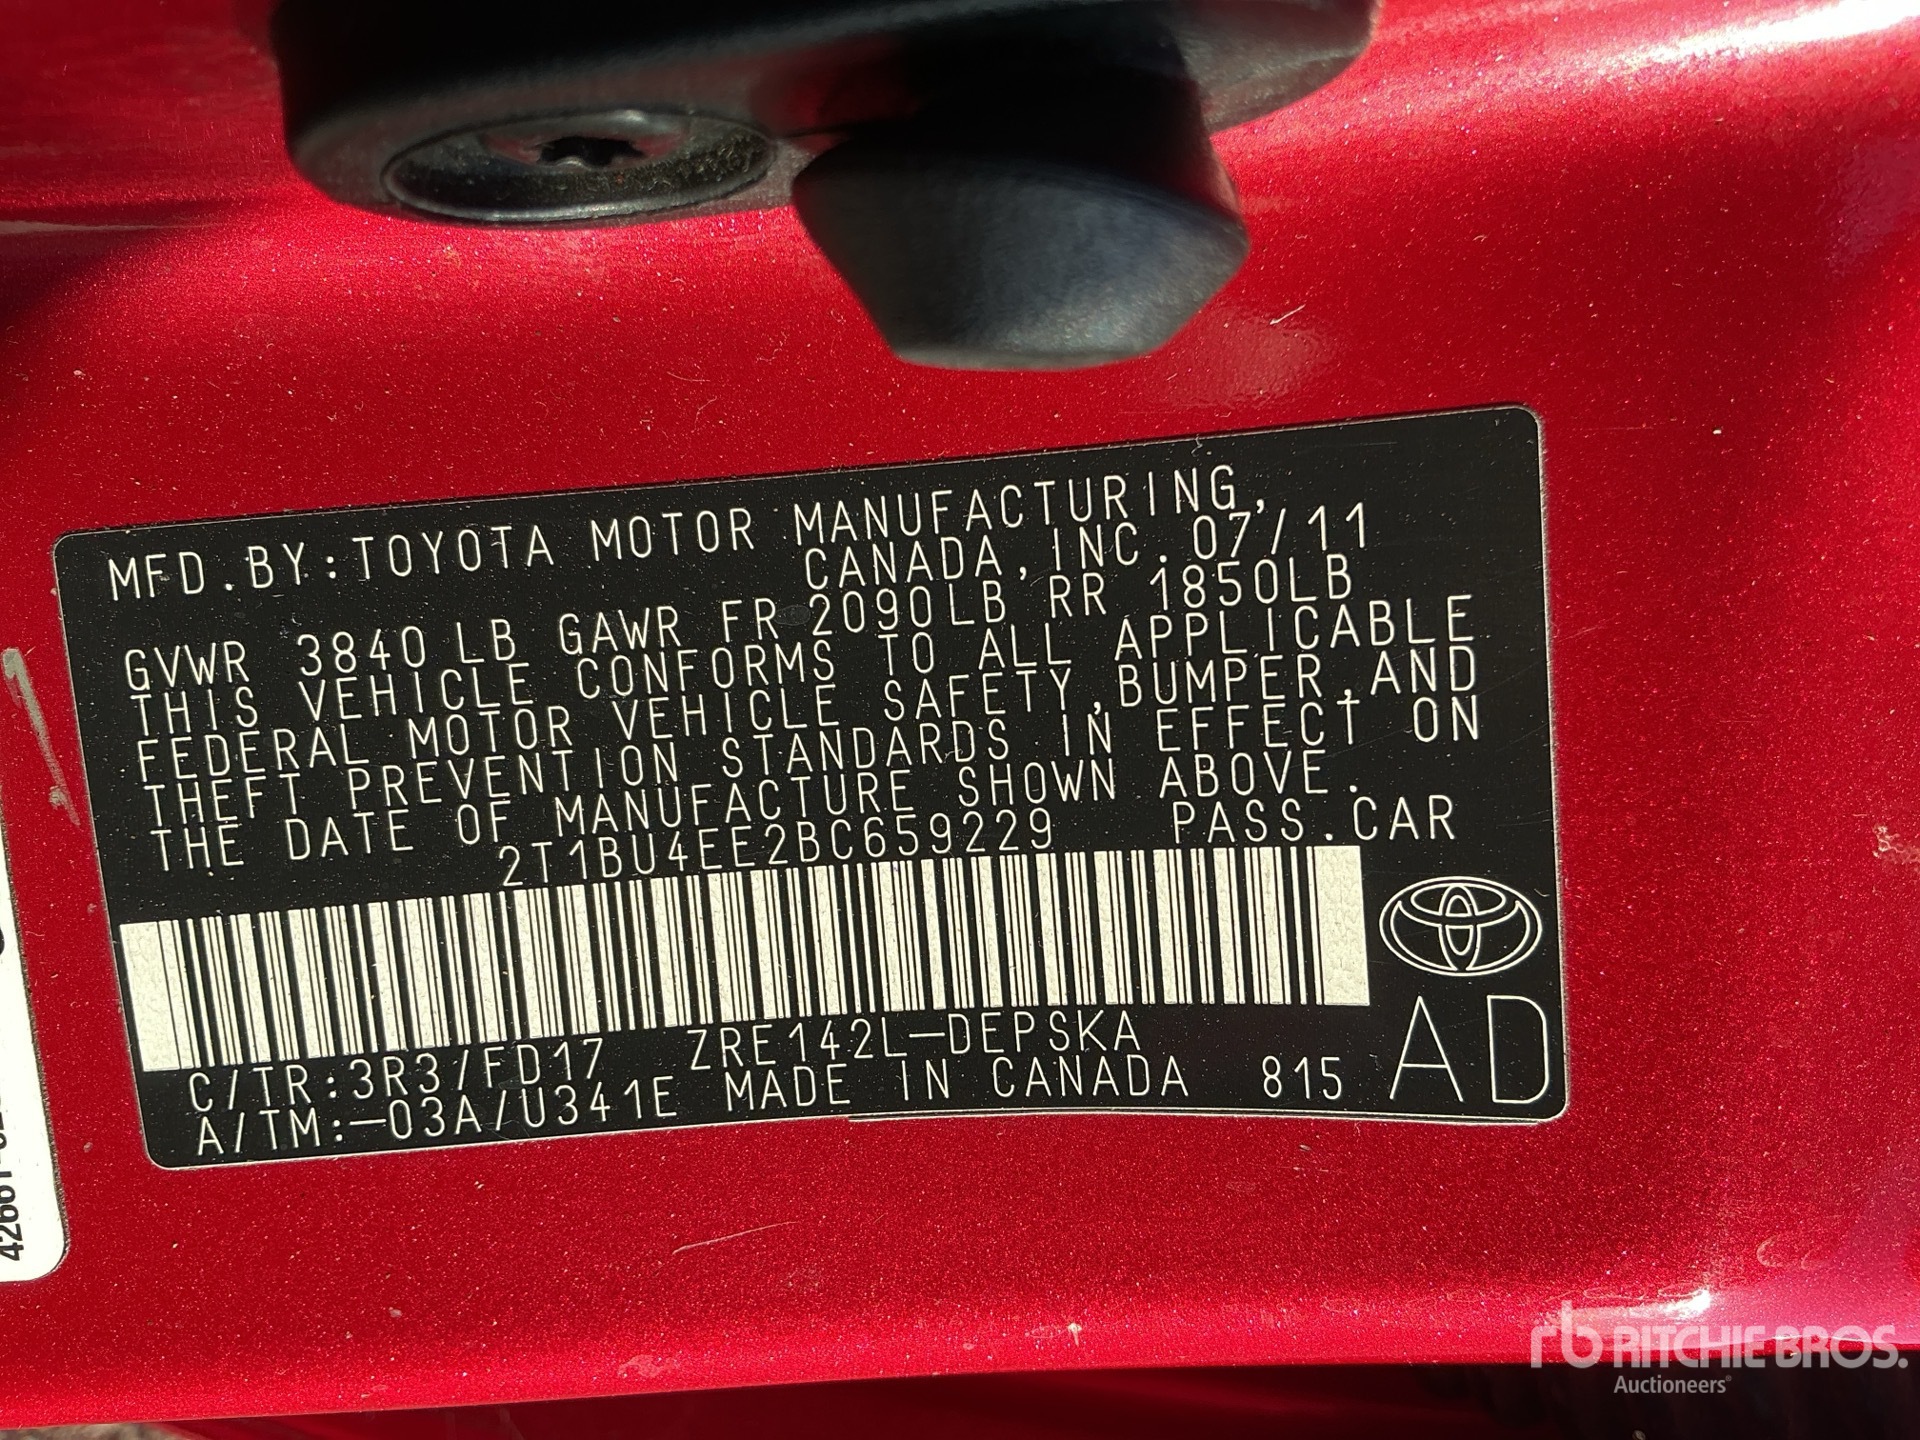 MFD.BY:TOYOTA MOTOR MANUFACTURING,
CANADA,INC.07/11
GVWR 3840 LB GAWR FR 2090LB RR 1850LB
THIS VEHICLE CONFORMS TO ALL APPLICABLE
FEDERAL MOTOR VEHICLE SAFETY,BUMPER,AND
THEFT PREVENTION STANDARDS IN EFFECT ON
THE DATE OF MANUFACTURE SHOWN ABOVE.
2T1BU4EE2BC659229 PASS.CAR
C/TR:3R3/FD17 ZRE142L-DEPSKA
A/TM:-03A/U341E MADE IN CANADA 815
AD
rb RITCHIE BROS.
Auctioneers